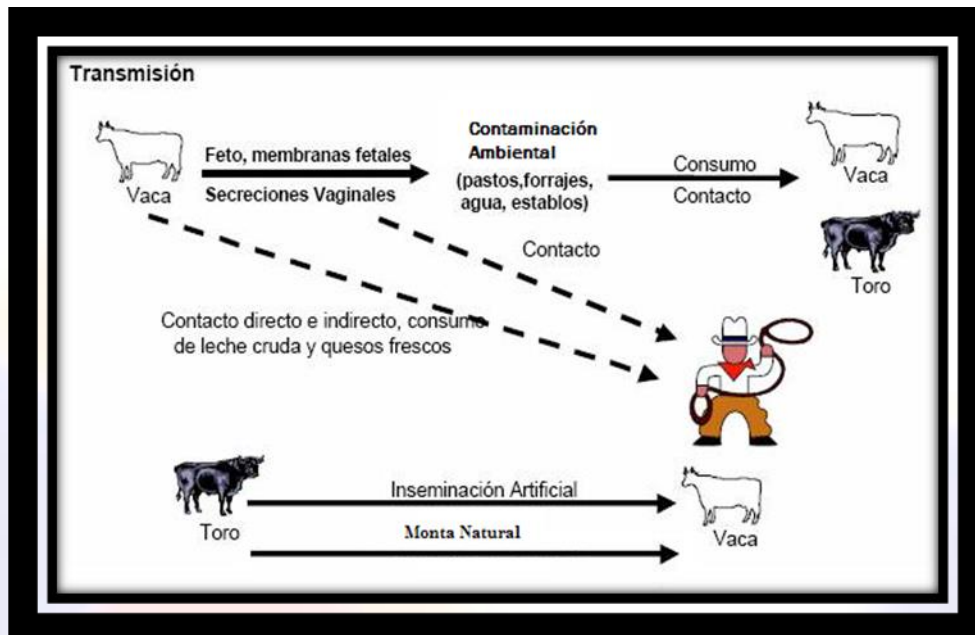 Transmisión
Vaca
Feto, membranas fetales
Secreciones Vaginales
Contaminación
Ambiental
(pastos,forrajes,
agua, establos)
Consumo
Contacto
Vaca
Toro
Contacto
Contacto directo e indirecto, consumo
de leche cruda y quesos frescos
Toro
Inseminación Artificial
Monta Natural
Vaca